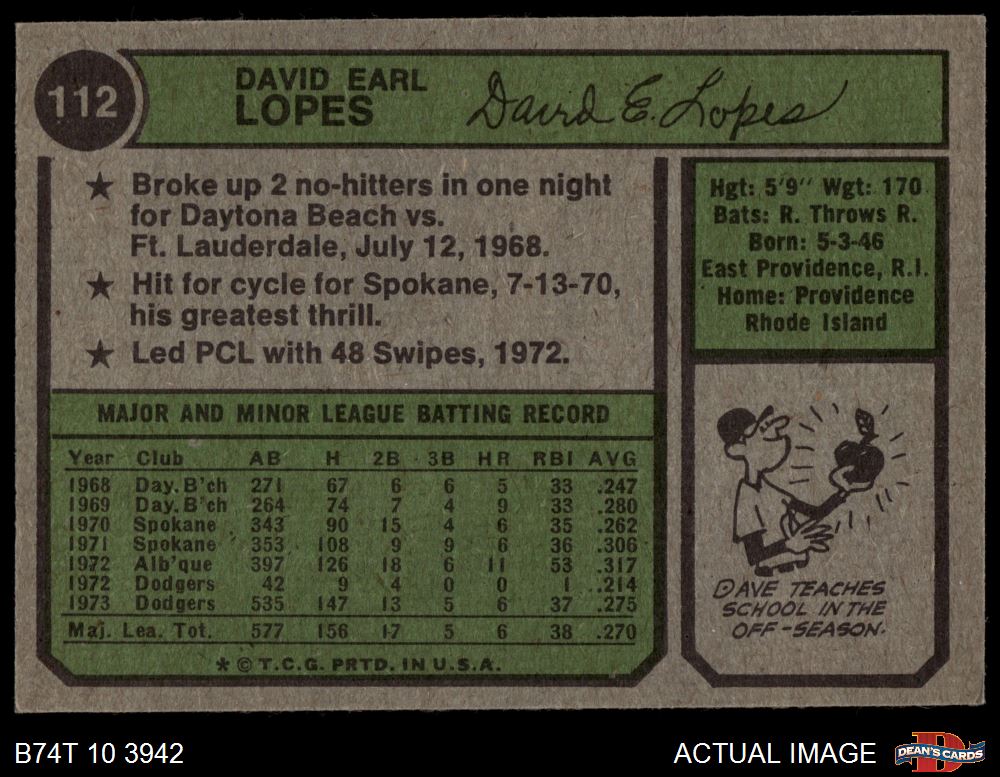 112
DAVID EARL
LOPES
David E. Lopes
★ Broke up 2 no-hitters in one night
for Daytona Beach vs.
Ft. Lauderdale, July 12, 1968.
★ Hit for cycle for Spokane, 7-13-70,
his greatest thrill.
★ Led PCL with 48 Swipes, 1972.
Hgt: 5'9" Wgt: 170
Bats: R. Throws R.
Born: 5-3-46
East Providence, R.I.
Home: Providence
Rhode Island
MAJOR AND MINOR LEAGUE BATTING RECORD
Year Club AB H 2B 3B HR RBI AVG
1968 Day. B'ch 271 67 6 6 5 33 .247
1969 Day. B'ch 264 74 7 4 9 33 .280
1970 Spokane 343 90 15 4 6 35 .262
1971 Spokane 353 108 9 9 6 36 .306
1972 Alb'que 397 126 18 6 11 53 .317
1972 Dodgers 42 9 4 0 0 1 .214
1973 Dodgers 535 147 13 5 6 37 .275
Maj. Lea. Tot. 577 156 17 5 6 38 .270
* © T.C.G. PRTD. IN U.S.A.
DAVE TEACHES
SCHOOL IN THE
OFF-SEASON.
B74T 10 3942
ACTUAL IMAGE
D
DEAN'S CARDS